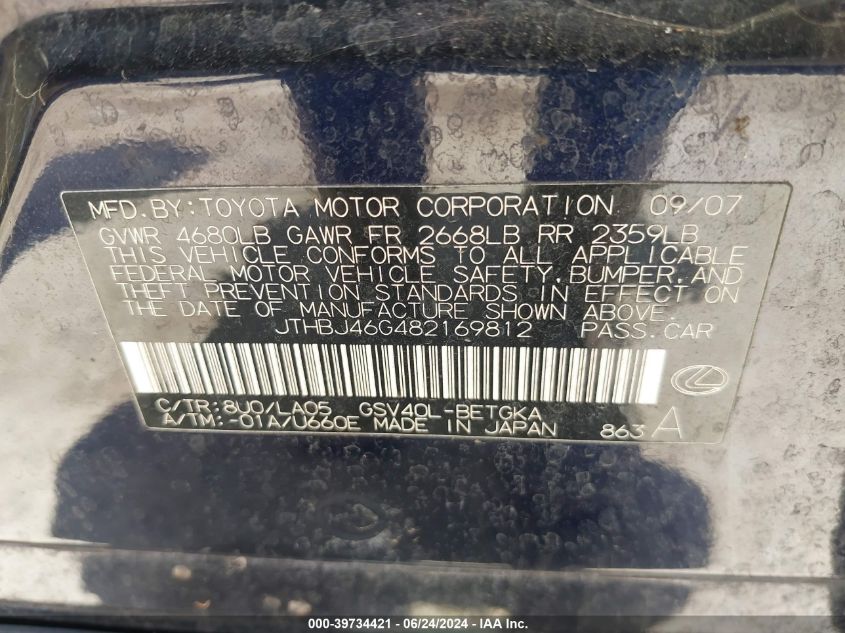 MFD.BY:TOYOTA MOTOR CORPORATION 09/07
GVWR 4680LB GAWR FR 2668LB RR 2359LB
THIS VEHICLE CONFORMS TO ALL APPLICABLE
FEDERAL MOTOR VEHICLE SAFETY,BUMPER,AND
THEFT PREVENTION STANDARDS IN EFFECT ON
THE DATE OF MANUFACTURE SHOWN ABOVE.
JTHBJ46G482169812 PASS.CAR
C/TR:8U0/LA05 GSV40L-BETGKA
A/TM:-01A/U660E MADE IN JAPAN 863 A
000-39734421 - 06/24/2024 - IAA Inc.